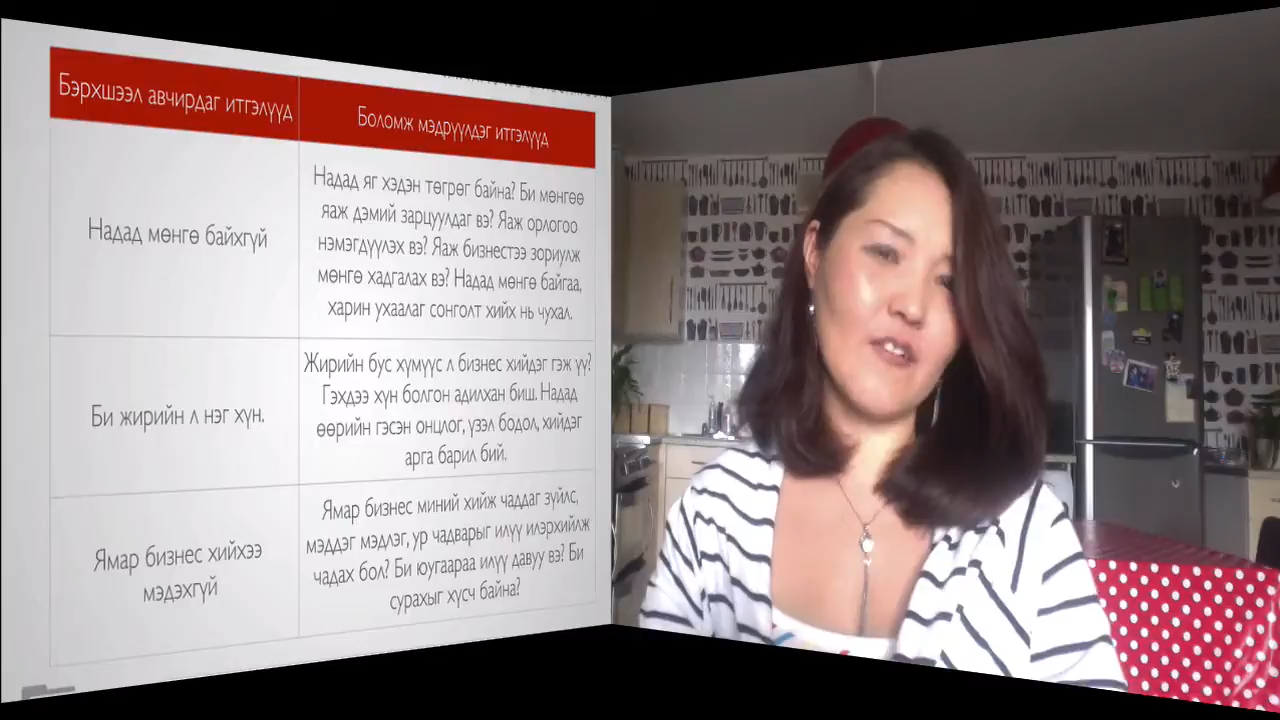 Бэрхшээл авчирдаг итгэлүүд
Боломж мэдрүүлдэг итгэлүүд
Надад мөнгө байхгүй
Надад яг хэдэн төгрөг байна? Би мөнгөө
яаж дэмий зарцуулдаг вэ? Яаж орлогоо
нэмэгдүүлэх вэ? Яаж бизнестээ зориулж
мөнгө хадгалах вэ? Надад мөнгө байгаа,
харин ухаалаг сонголт хийх нь чухал.
Би жирийн л нэг хүн.
Жирийн бус хүмүүс л бизнес хийдэг гэж үү?
Гэхдээ хүн болгон адилхан биш. Надад
өөрийн гэсэн онцлог, үзэл бодол, хийдэг
арга барил бий.
Ямар бизнес хийхээ
мэдэхгүй
Ямар бизнес миний хийж чаддаг зүйлс,
мэддэг мэдлэг, ур чадварыг илүү илэрхийлж
чадах бол? Би юугаараа илүү давуу вэ? Би
сурахыг хүсч байна?